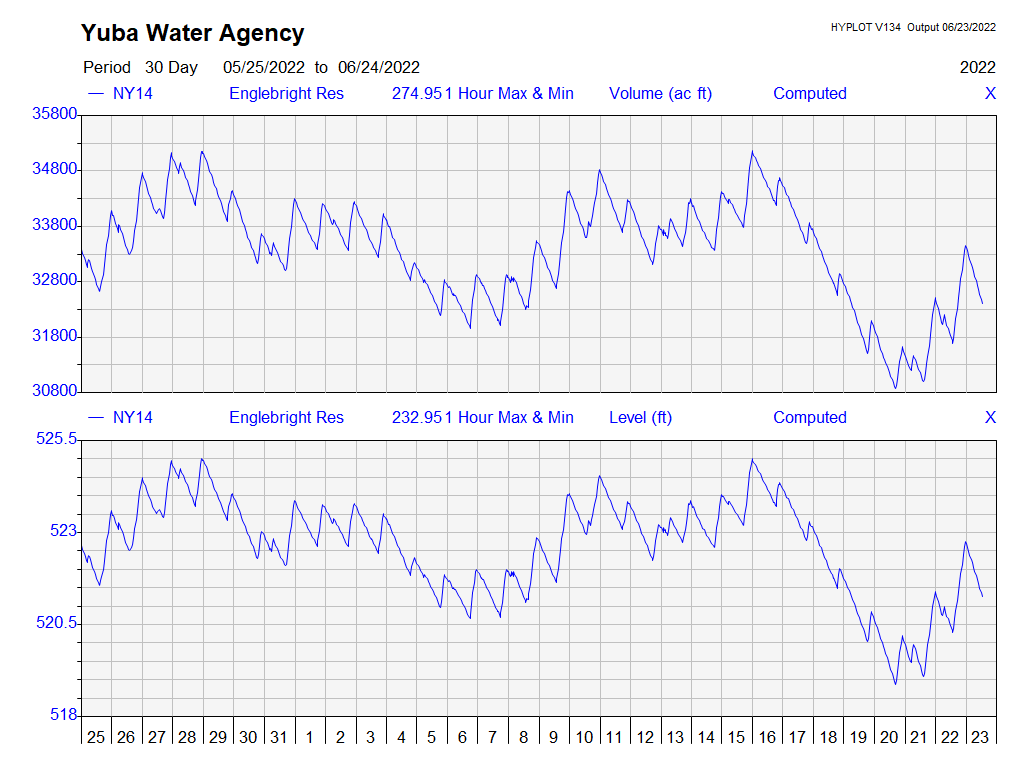 Yuba Water Agency
HYPLOT V134 Output 06/23/2022
Period 30 Day 05/25/2022 to 06/24/2022 2022
NY14 Englebright Res 274.951 Hour Max & Min Volume (ac ft) Computed X
35800
34800
33800
32800
31800
30800
NY14 Englebright Res 232.951 Hour Max & Min Level (ft) Computed X
525.5
523
520.5
518
25 26 27 28 29 30 31 1 2 3 4 5 6 7 8 9 10 11 12 13 14 15 16 17 18 19 20 21 22 23